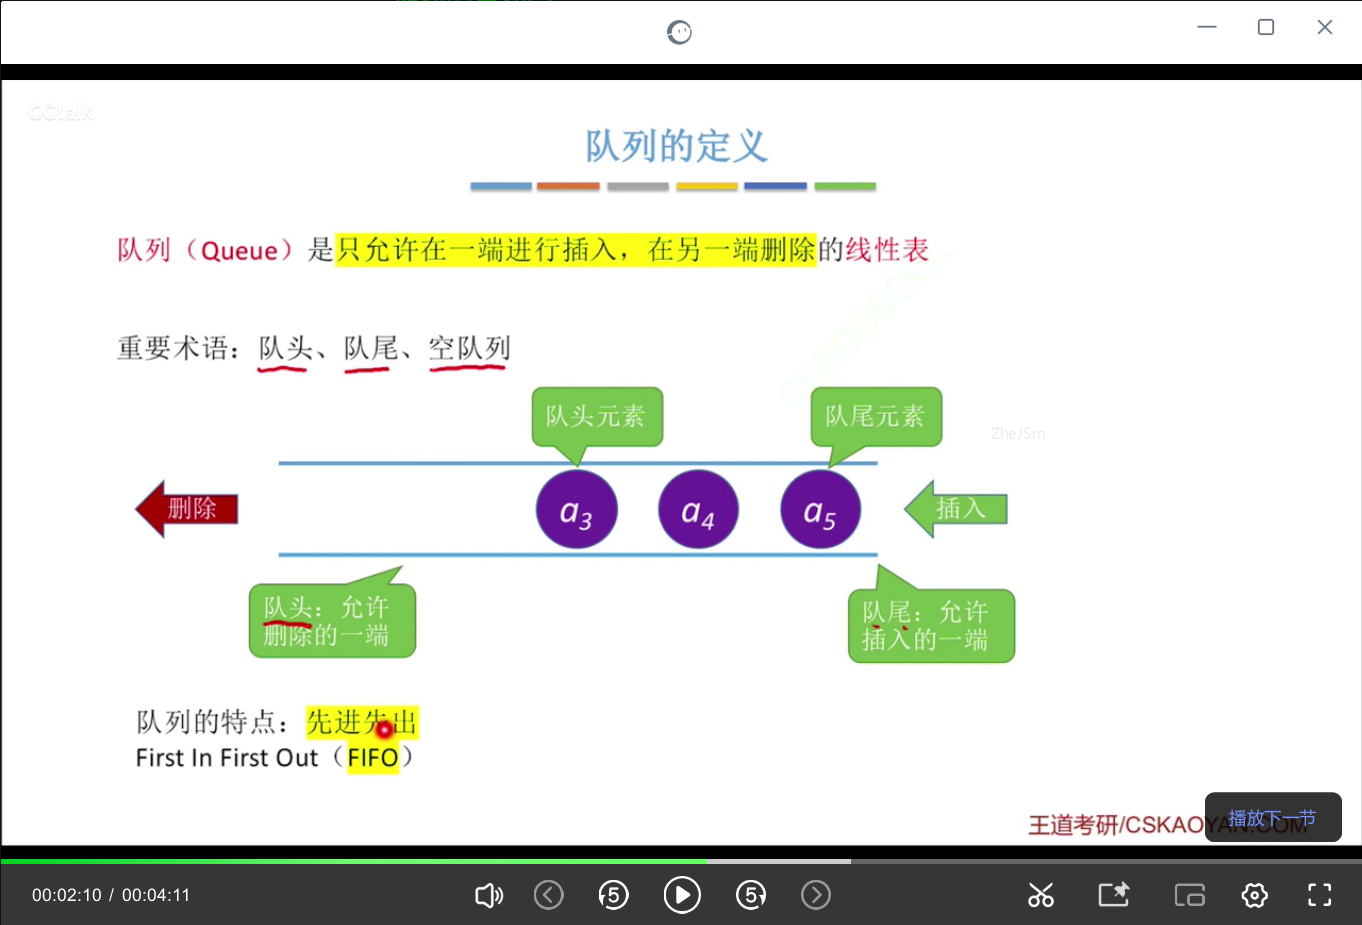 CCtalk
队列的定义
队列（Queue）是只允许在一端进行插入，在另一端删除的线性表
重要术语：队头、队尾、空队列
队头元素
队尾元素
ZheJSm
删除
a3
a4
a5
插入
队头：允许
删除的一端
队尾：允许
插入的一端
队列的特点：先进先出
First In First Out（FIFO）
王道考研/CSKAOYAN.COM
播放下一节
00:02:10 / 00:04:11
5
5